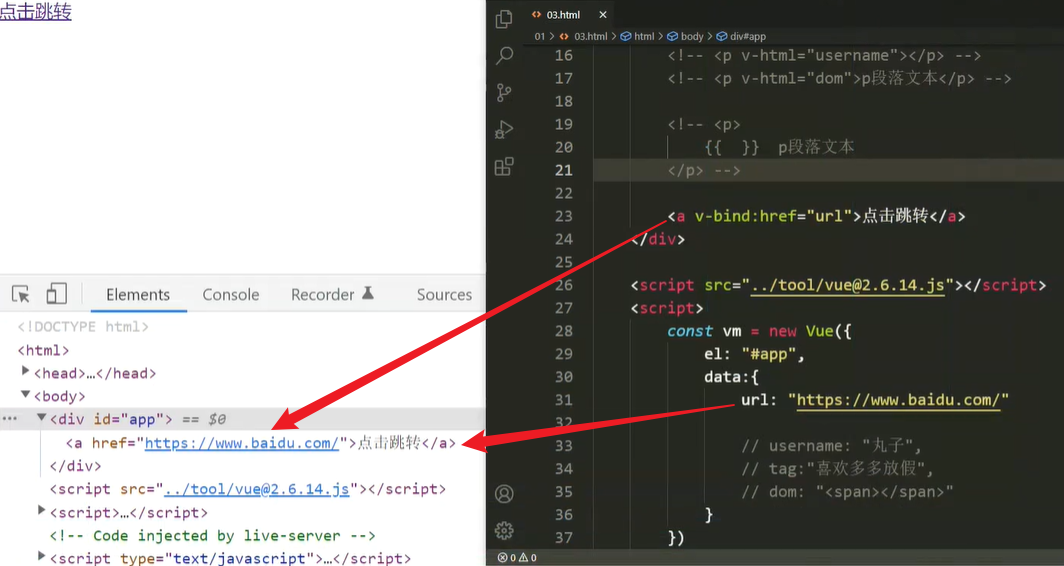 点击跳转
Elements Console Recorder Sources
<!DOCTYPE html>
<html>
<head>…</head>
<body>
<div id="app"> == $0
<a href="https://www.baidu.com/">点击跳转</a>
</div>
<script src="../tool/vue@2.6.14.js"></script>
<script>…</script>
<!-- Code injected by live-server -->
<script type="text/javascript">…</script>
03.html
01 > 03.html > html > body > div#app
16 <!-- <p v-html="username"></p> -->
17 <!-- <p v-html="dom">p段落文本</p> -->
18
19 <!-- <p>
20 {{  }}  p段落文本
21 </p> -->
22
23 <a v-bind:href="url">点击跳转</a>
24 </div>
25
26 <script src="../tool/vue@2.6.14.js"></script>
27 <script>
28 const vm = new Vue({
29 el: "#app",
30 data:{
31 url: "https://www.baidu.com/"
32
33 // username: "丸子",
34 // tag:"喜欢多多放假",
35 // dom: "<span></span>"
36 }
37 })
0 0